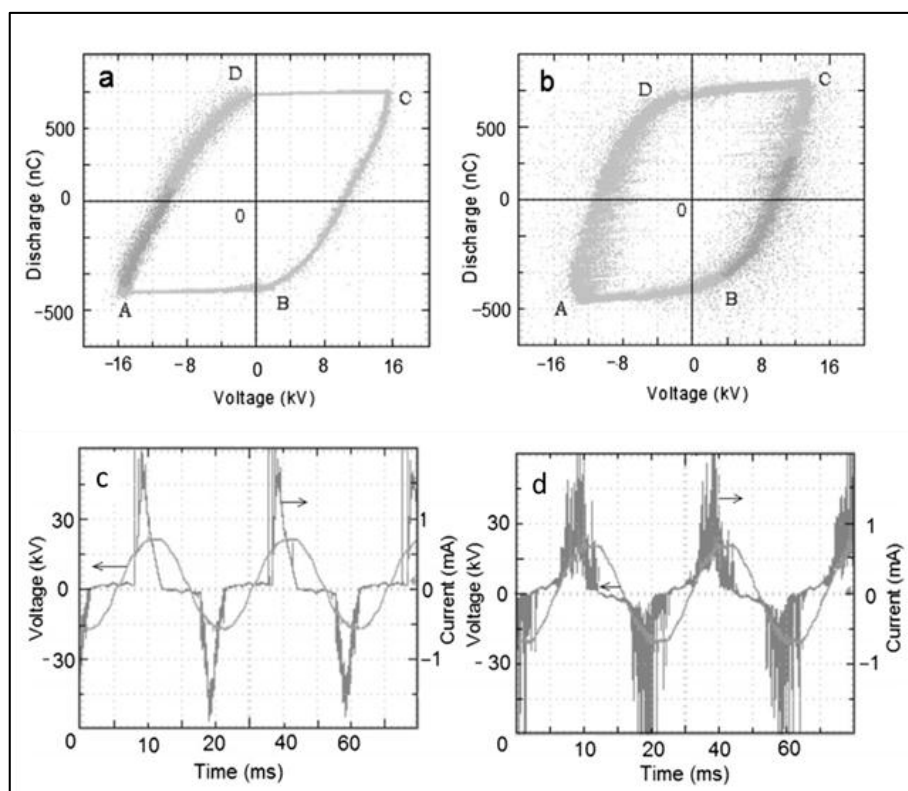 a
D
C
Discharge (nC)
500
0
0
−500
A
B
−16
−8
0
8
16
Voltage (kV)
b
D
C
Discharge (nC)
500
0
0
−500
A
B
−16
−8
0
8
16
Voltage (kV)
c
Voltage (kV)
30
0
- 30
1
0
−1
Current (mA)
0
10
20
40
60
Time (ms)
d
Voltage (kV)
30
0
- 30
1
0
−1
Current (mA)
0
10
20
40
60
Time (ms)